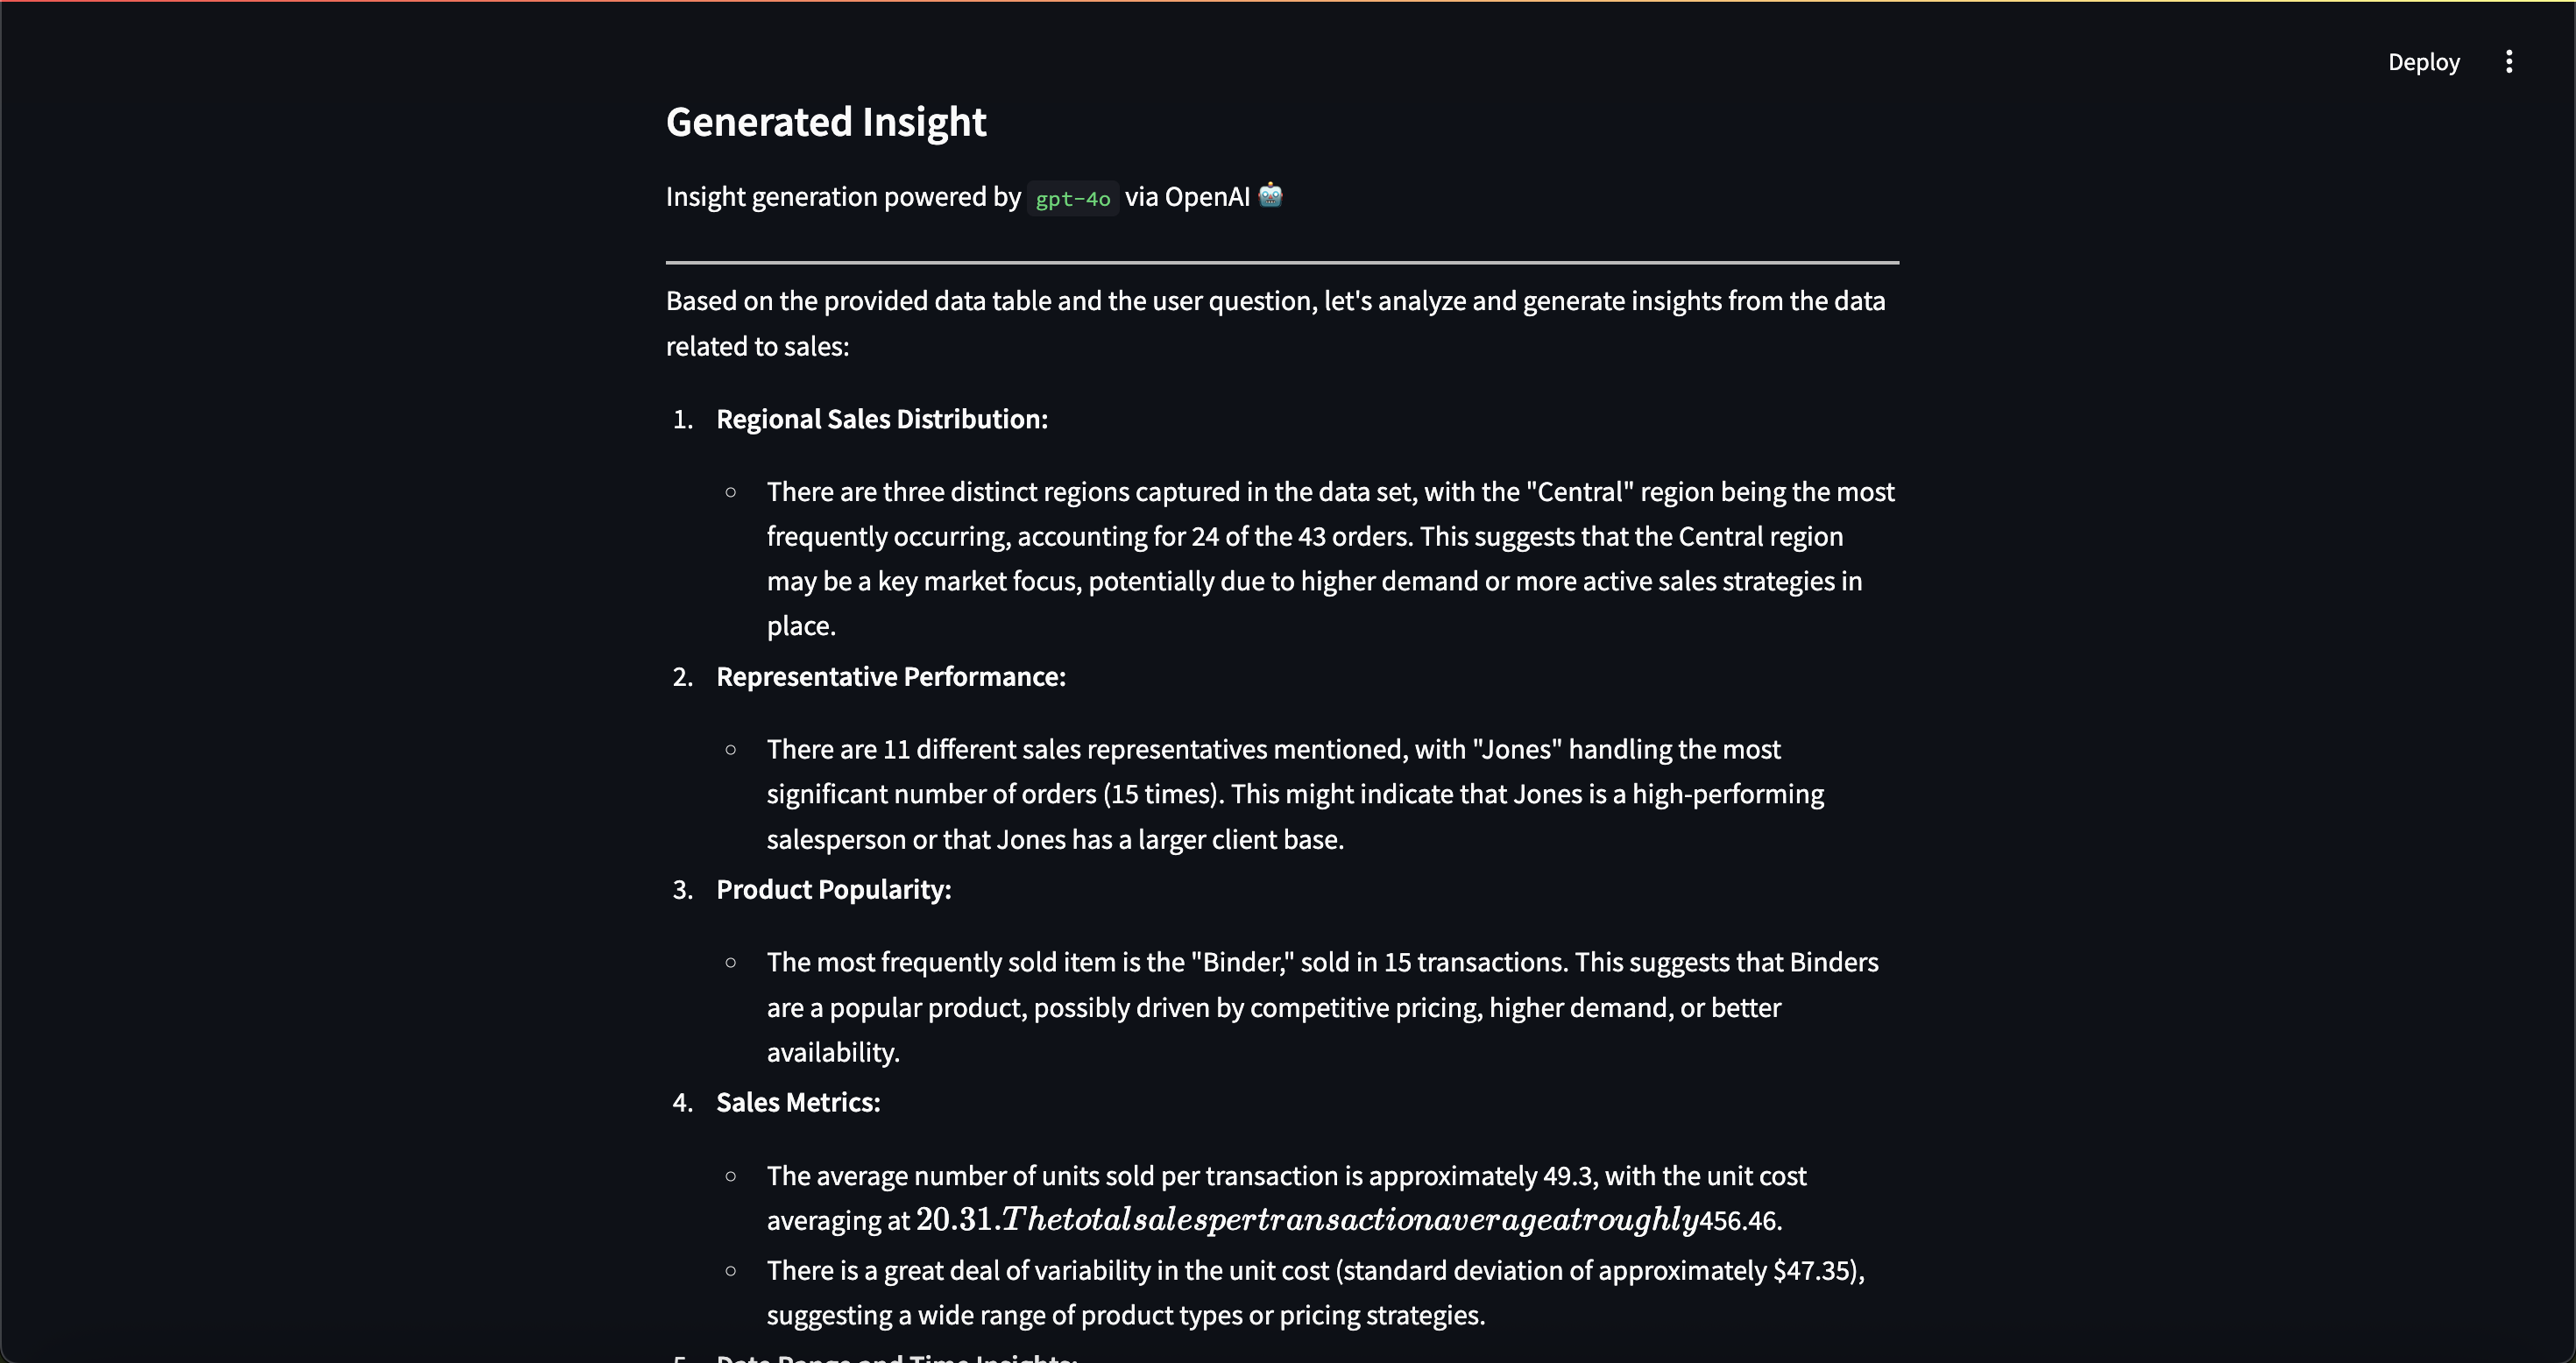 Deploy
Generated Insight
Insight generation powered by gpt-4o via OpenAI 🤖
Based on the provided data table and the user question, let's analyze and generate insights from the data
related to sales:
1. Regional Sales Distribution:
There are three distinct regions captured in the data set, with the "Central" region being the most
frequently occurring, accounting for 24 of the 43 orders. This suggests that the Central region
may be a key market focus, potentially due to higher demand or more active sales strategies in
place.
2. Representative Performance:
There are 11 different sales representatives mentioned, with "Jones" handling the most
significant number of orders (15 times). This might indicate that Jones is a high-performing
salesperson or that Jones has a larger client base.
3. Product Popularity:
The most frequently sold item is the "Binder," sold in 15 transactions. This suggests that Binders
are a popular product, possibly driven by competitive pricing, higher demand, or better
availability.
4. Sales Metrics:
The average number of units sold per transaction is approximately 49.3, with the unit cost
averaging at 20.31.Thetotalsalespertransactionaverageatroughly456.46.
There is a great deal of variability in the unit cost (standard deviation of approximately $47.35),
suggesting a wide range of product types or pricing strategies.
5. Date Range and Time Insights: